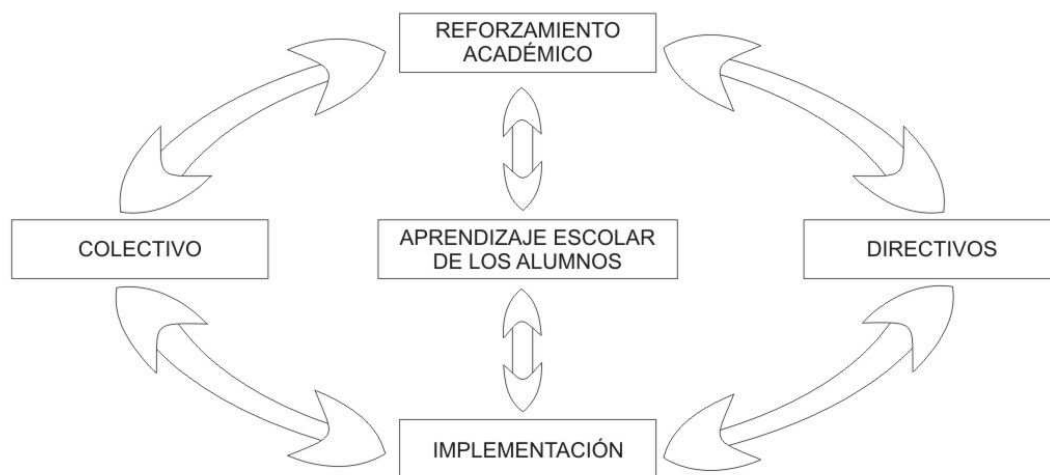 REFORZAMIENTO
ACADÉMICO
COLECTIVO
APRENDIZAJE ESCOLAR
DE LOS ALUMNOS
DIRECTIVOS
IMPLEMENTACIÓN